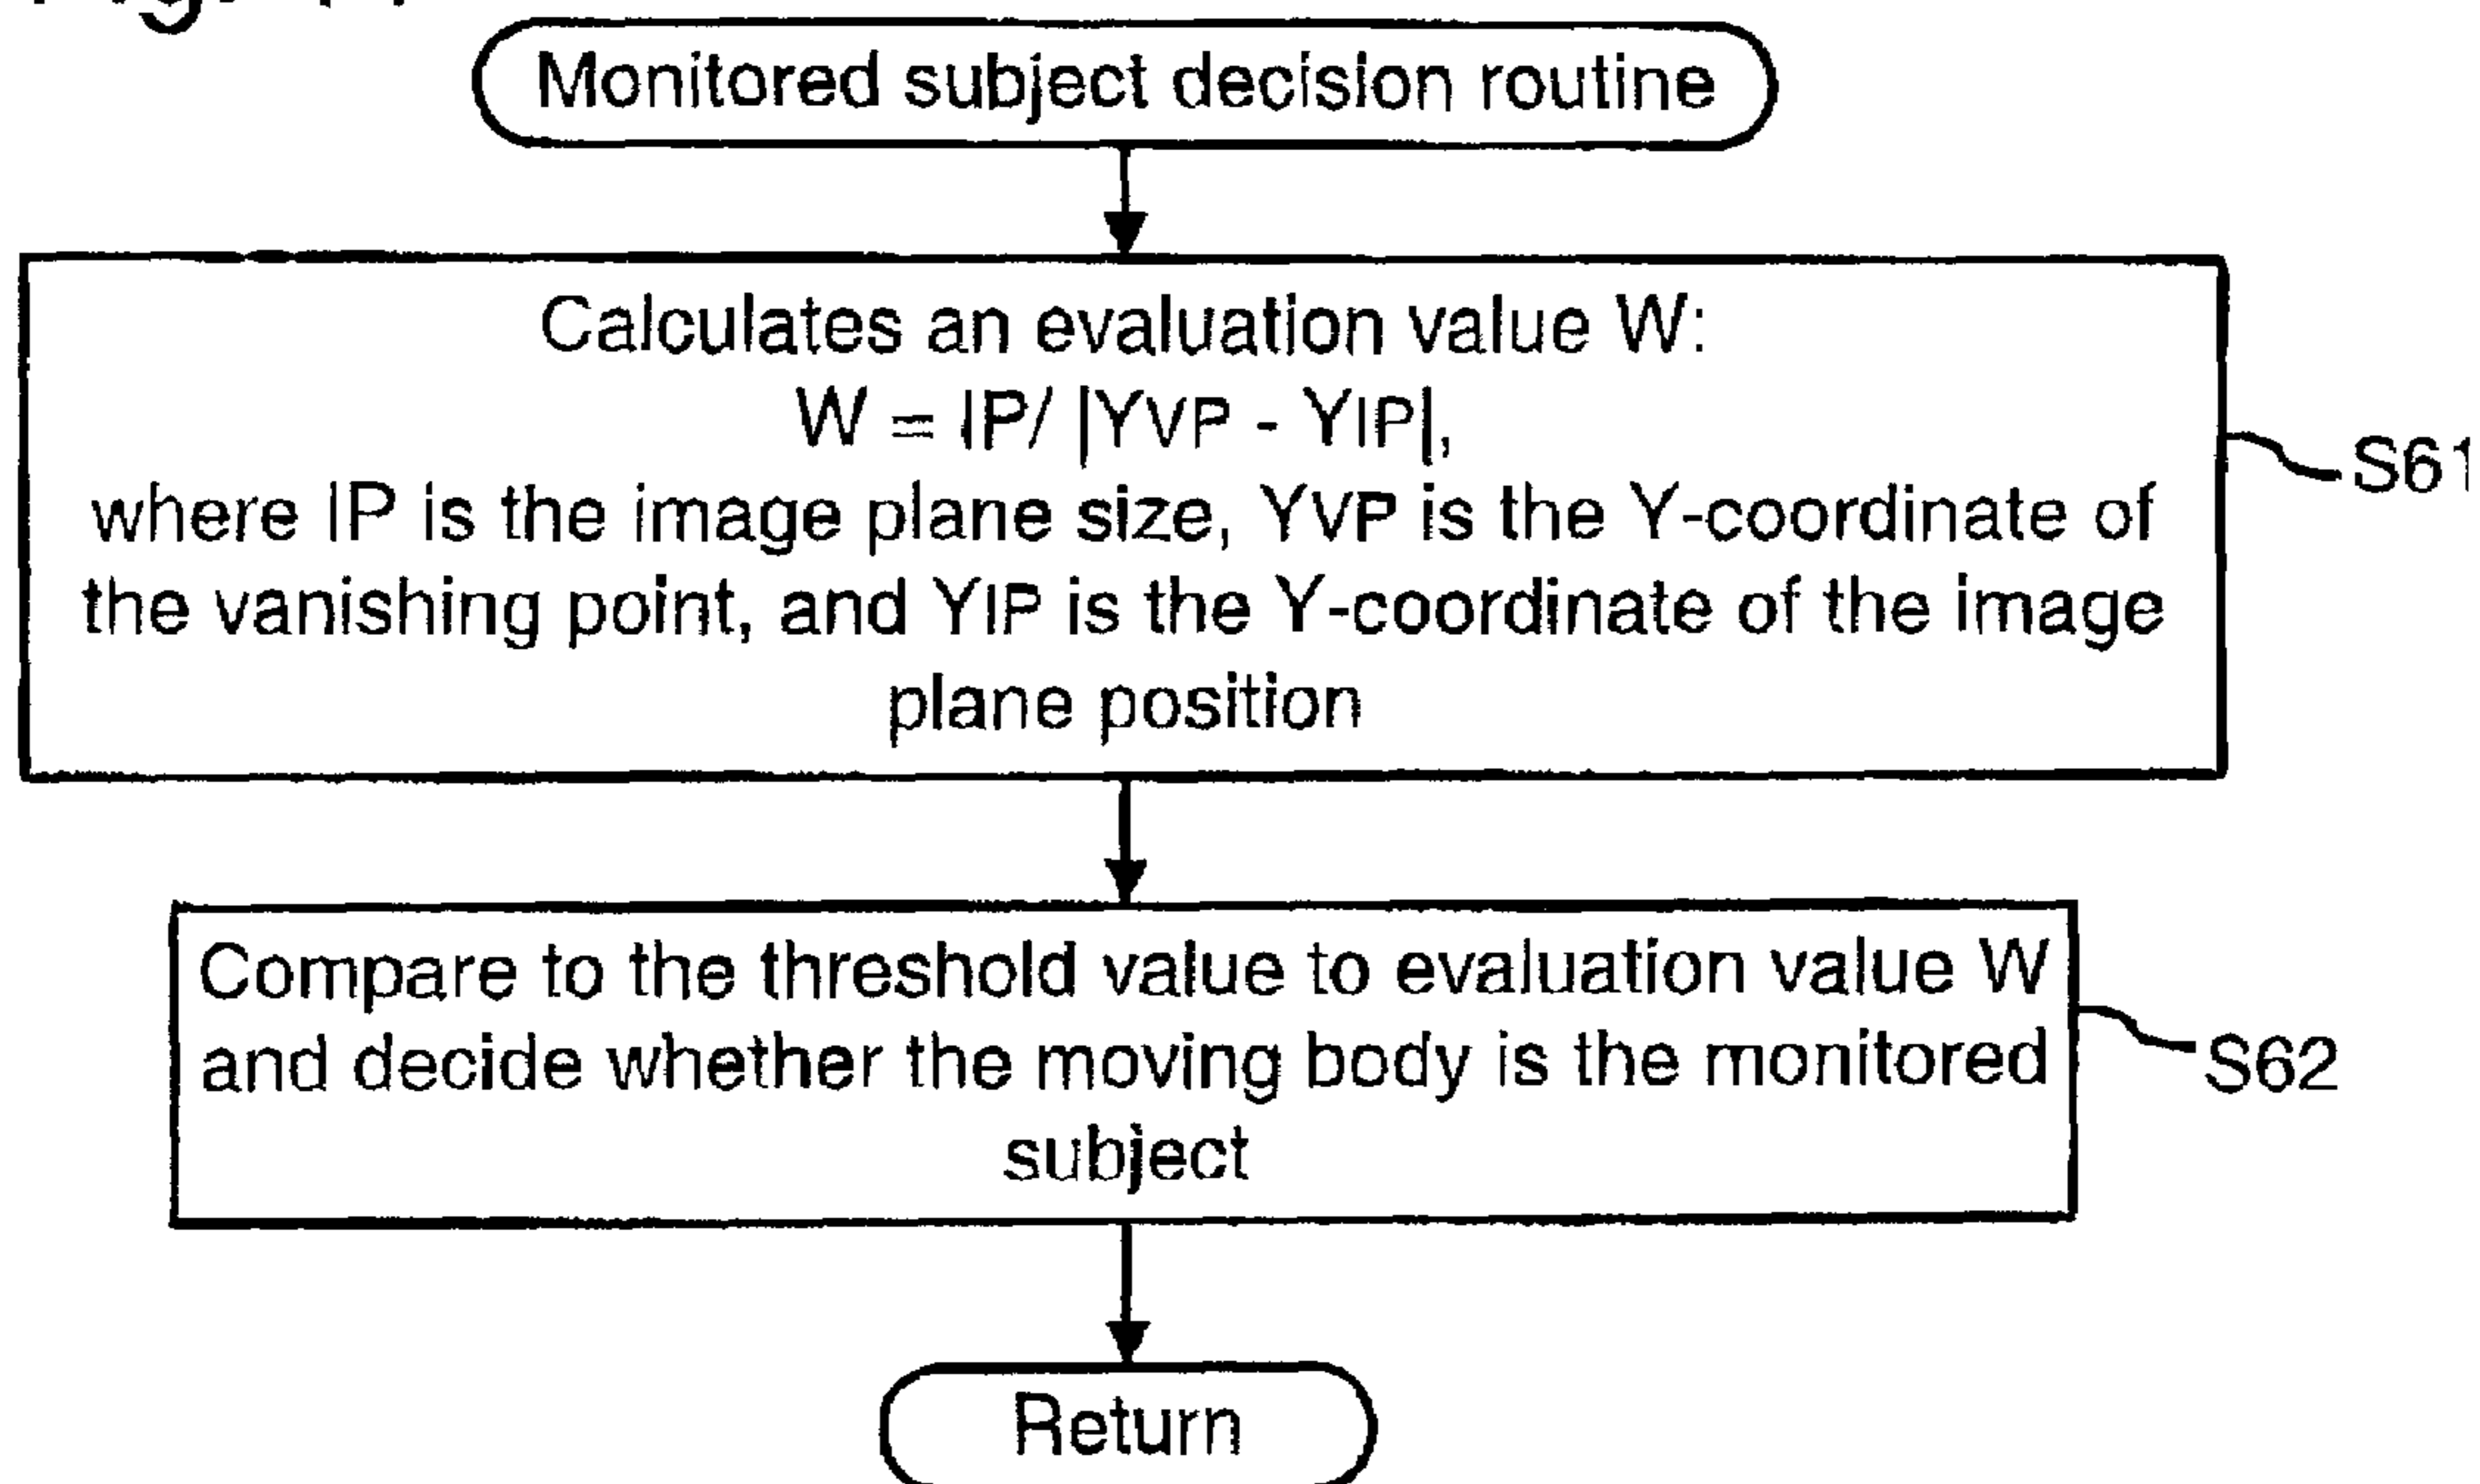 Monitored subject decision routine
Calculates an evaluation value W:
W = IP/ |YVP - YIP|,
where IP is the image plane size, YVP is the Y-coordinate of
the vanishing point, and YIP is the Y-coordinate of the image
plane position
S61
Compare to the threshold value to evaluation value W
and decide whether the moving body is the monitored
subject
S62
Return